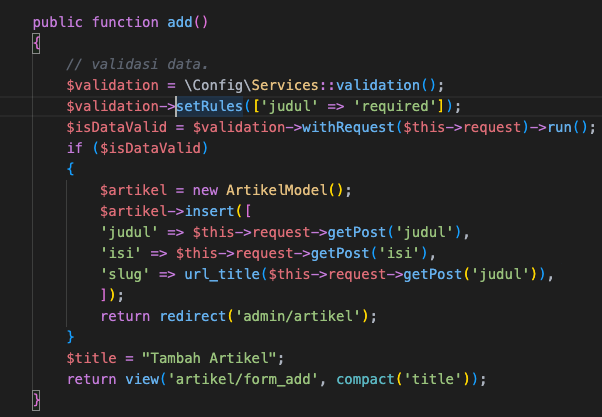 public function add()
{
// validasi data.
$validation = \Config\Services::validation();
$validation->setRules(['judul' => 'required']);
$isDataValid = $validation->withRequest($this->request)->run();
if ($isDataValid)
{
$artikel = new ArtikelModel();
$artikel->insert([
'judul' => $this->request->getPost('judul'),
'isi' => $this->request->getPost('isi'),
'slug' => url_title($this->request->getPost('judul')),
]);
return redirect('admin/artikel');
}
$title = "Tambah Artikel";
return view('artikel/form_add', compact('title'));
}